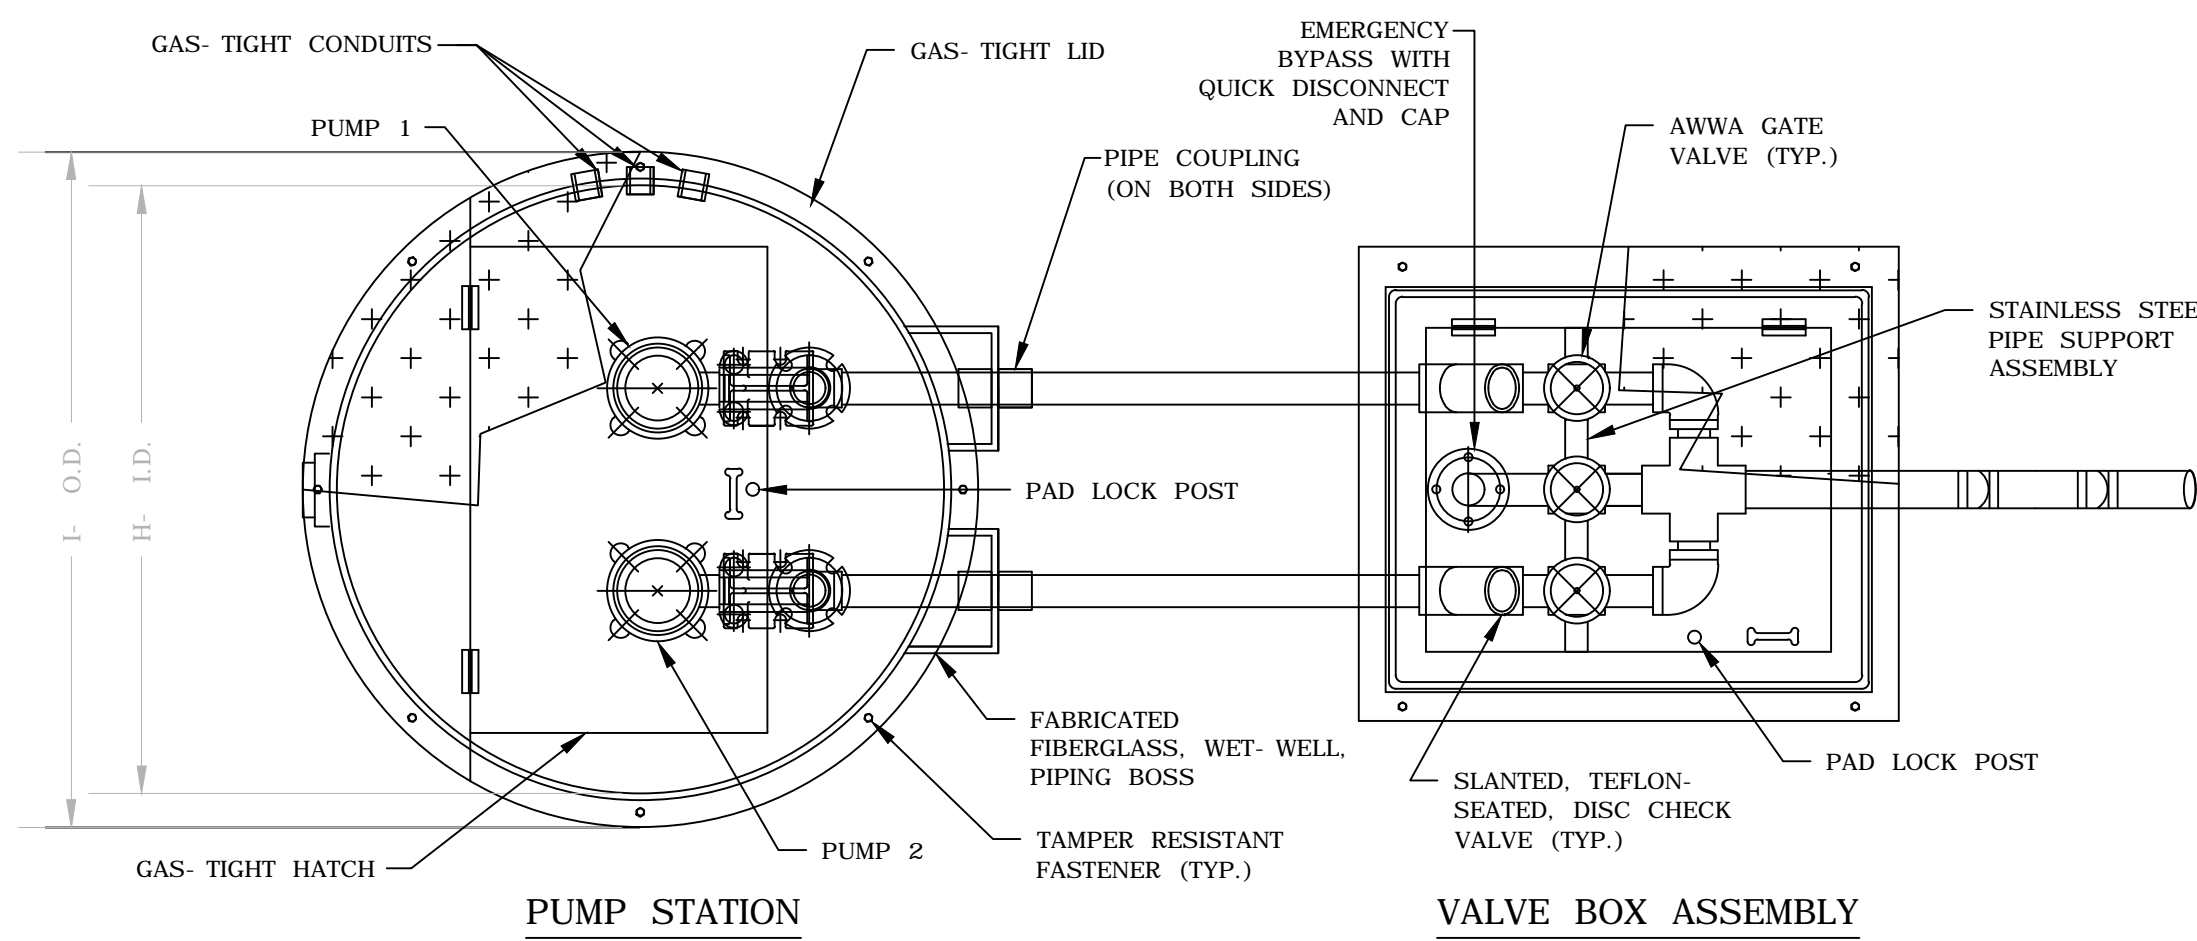 GAS- TIGHT CONDUITS
GAS- TIGHT LID
EMERGENCY
BYPASS WITH
QUICK DISCONNECT
AND CAP
PUMP 1
AWWA GATE
VALVE (TYP.)
PIPE COUPLING
(ON BOTH SIDES)
STAINLESS STEE
PIPE SUPPORT
ASSEMBLY
I- O.D.
H- I.D.
PAD LOCK POST
FABRICATED
FIBERGLASS, WET- WELL,
PIPING BOSS
PAD LOCK POST
SLANTED, TEFLON-
SEATED, DISC CHECK
VALVE (TYP.)
TAMPER RESISTANT
FASTENER (TYP.)
PUMP 2
GAS- TIGHT HATCH
PUMP STATION
VALVE BOX ASSEMBLY